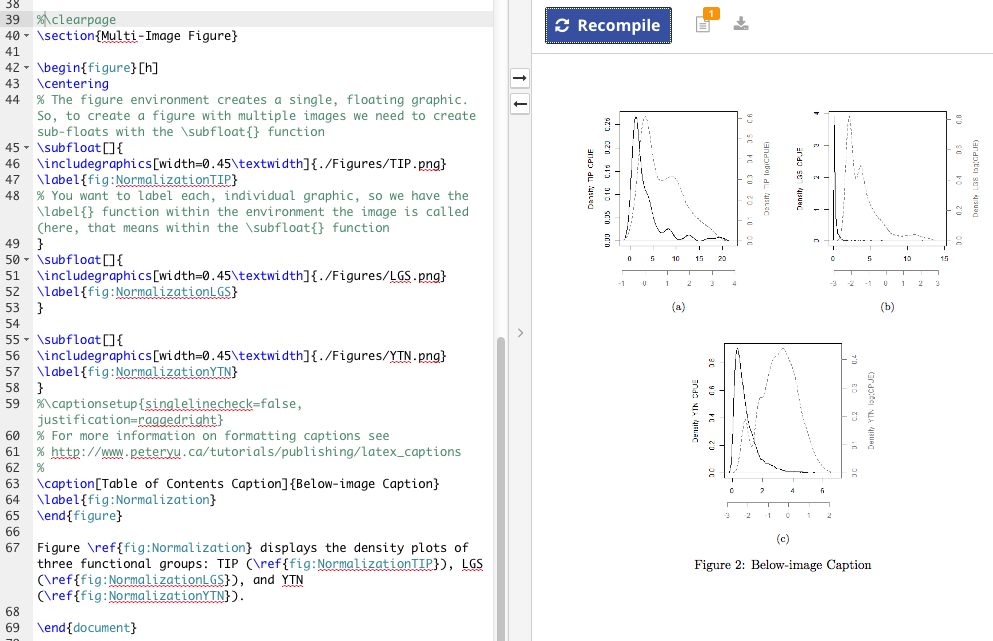 38
39 %\clearpage
40 \section{Multi-Image Figure}
41
42 \begin{figure}[h]
43 \centering
44 % The figure environment creates a single, floating graphic.
So, to create a figure with multiple images we need to create
sub-floats with the \subfloat{} function
45 \subfloat[]{
46 \includegraphics[width=0.45\textwidth]{./Figures/TIP.png}
47 \label{fig:NormalizationTIP}
48 % You want to label each, individual graphic, so we have the
\label{} function within the environment the image is called
(here, that means within the \subfloat{} function
49 }
50 \subfloat[]{
51 \includegraphics[width=0.45\textwidth]{./Figures/LGS.png}
52 \label{fig:NormalizationLGS}
53 }
54
55 \subfloat[]{
56 \includegraphics[width=0.45\textwidth]{./Figures/YTN.png}
57 \label{fig:NormalizationYTN}
58 }
59 %\captionsetup{singlelinecheck=false,
justification=raggedright}
60 % For more information on formatting captions see
61 % http://www.peteryu.ca/tutorials/publishing/latex_captions
62 %
63 \caption[Table of Contents Caption]{Below-image Caption}
64 \label{fig:Normalization}
65 \end{figure}
66
67 Figure \ref{fig:Normalization} displays the density plots of
three functional groups: TIP (\ref{fig:NormalizationTIP}), LGS
(\ref{fig:NormalizationLGS}), and YTN
(\ref{fig:NormalizationYTN}).
68
69 \end{document}
Recompile
1
Density TIP CPUE
0.00 0.05 0.10 0.15 0.20 0.25
0.0 0.1 0.2 0.3 0.4 0.5 0.6
Density TIP log(CPUE)
0 5 10 15 20
-1 0 1 2 3 4
(a)
Density LGS CPUE
0 1 2 3 4
0.0 0.2 0.4 0.6 0.8
Density LGS log(CPUE)
0 5 10 15
-3 -2 -1 0 1 2 3
(b)
Density YTN CPUE
0.0 0.2 0.4 0.6 0.8
0.0 0.1 0.2 0.3 0.4
Density YTN log(CPUE)
0 2 4 6
-3 -2 -1 0 1 2
(c)
Figure 2: Below-image Caption